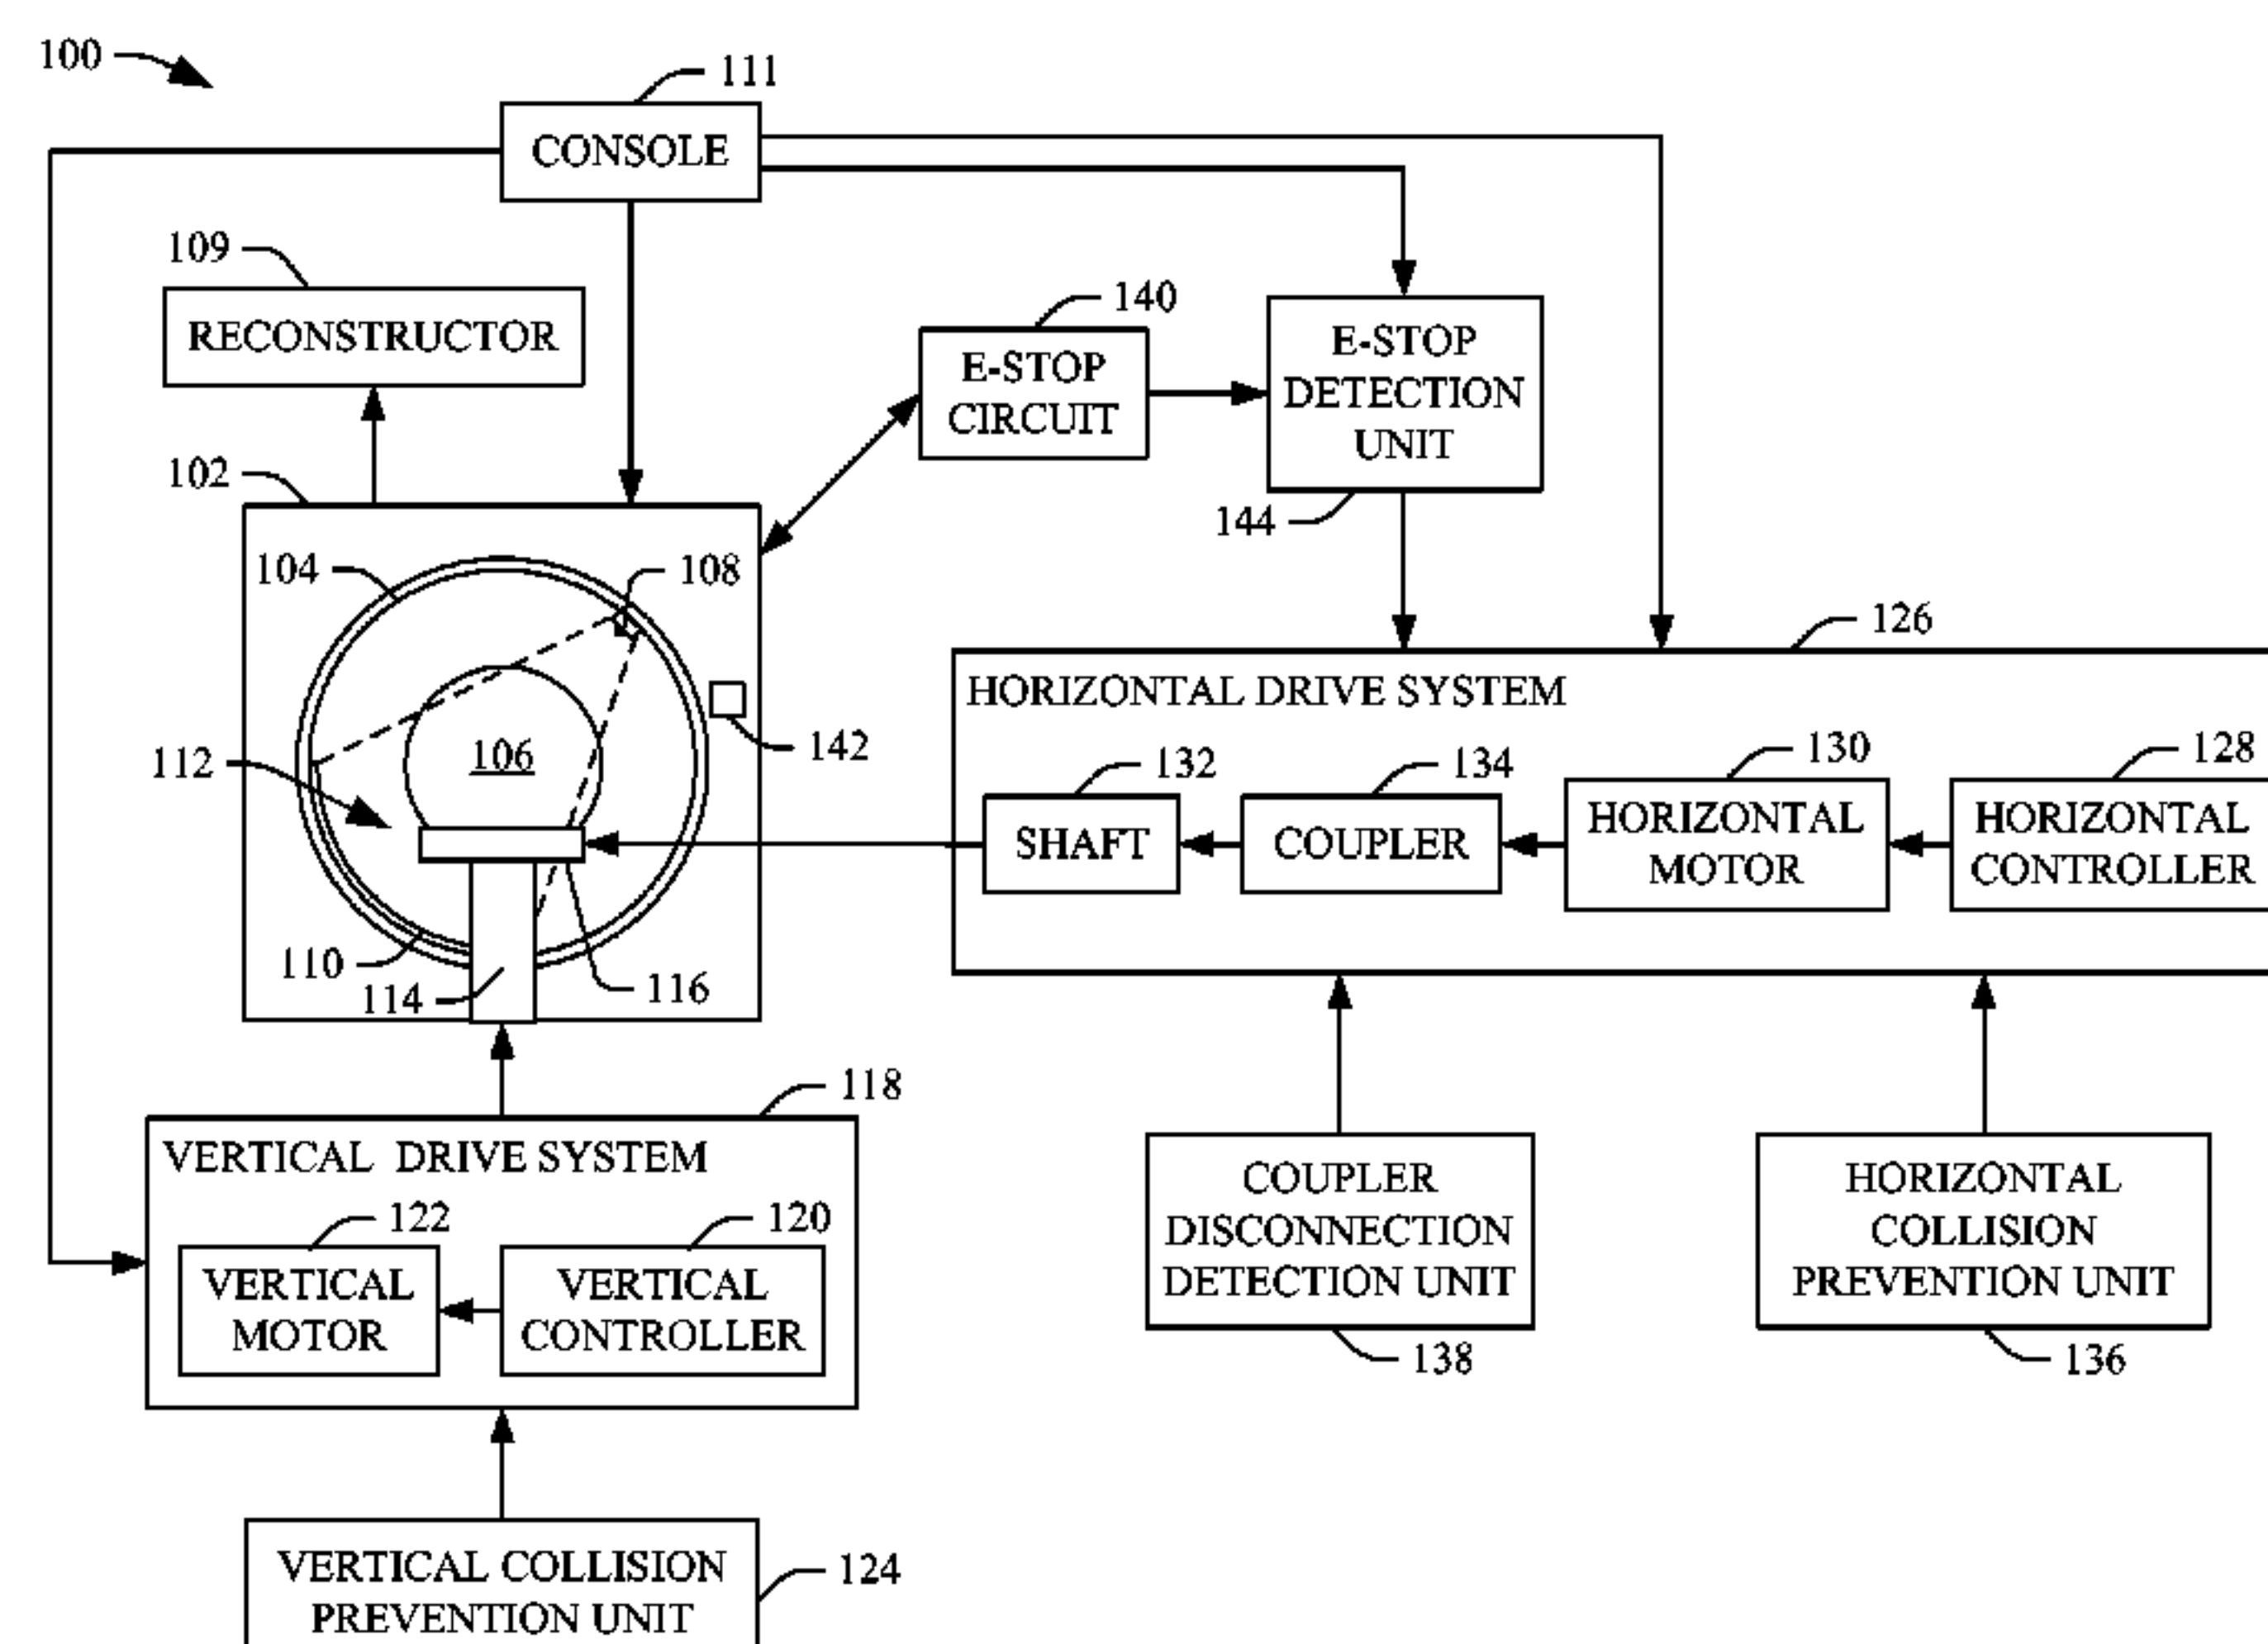 100
111
CONSOLE
109
RECONSTRUCTOR
140
E-STOP
CIRCUIT
E-STOP
DETECTION
UNIT
144
102
104
108
106
112
142
110
114
116
126
HORIZONTAL DRIVE SYSTEM
132
SHAFT
134
COUPLER
130
HORIZONTAL
MOTOR
128
HORIZONTAL
CONTROLLER
118
VERTICAL DRIVE SYSTEM
122
VERTICAL
MOTOR
120
VERTICAL
CONTROLLER
COUPLER
DISCONNECTION
DETECTION UNIT
138
HORIZONTAL
COLLISION
PREVENTION UNIT
136
VERTICAL COLLISION
PREVENTION UNIT
124